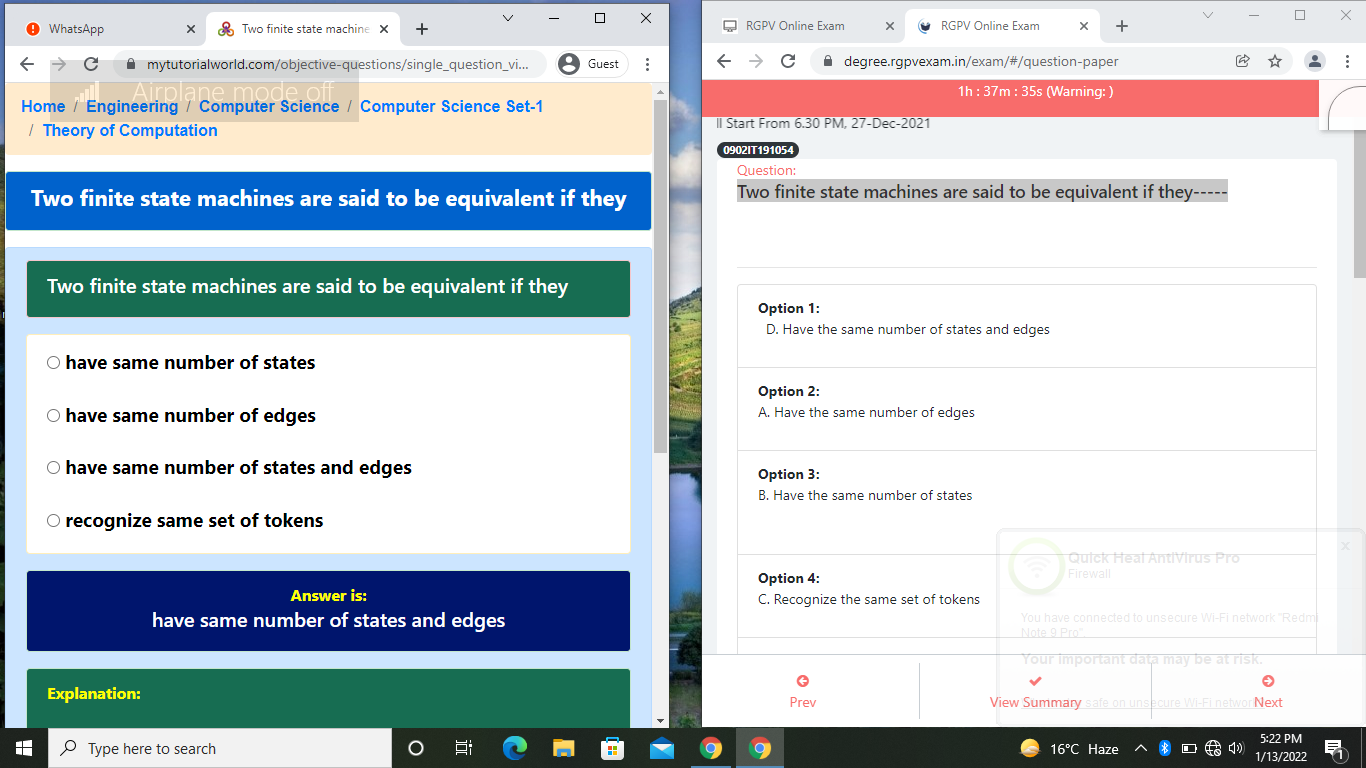 WhatsApp
Two finite state machine
mytutorialworld.com/objective-questions/single_question_vi...
Guest
Airplane mode off
Home / Engineering / Computer Science / Computer Science Set-1
/ Theory of Computation
Two finite state machines are said to be equivalent if they
Two finite state machines are said to be equivalent if they
have same number of states
have same number of edges
have same number of states and edges
recognize same set of tokens
Answer is:
have same number of states and edges
Explanation:
RGPV Online Exam
RGPV Online Exam
degree.rgpvexam.in/exam/#/question-paper
1h : 37m : 35s (Warning: )
ll Start From 6.30 PM, 27-Dec-2021
0902IT191054
Question:
Two finite state machines are said to be equivalent if they-----
Option 1:
D. Have the same number of states and edges
Option 2:
A. Have the same number of edges
Option 3:
B. Have the same number of states
Option 4:
C. Recognize the same set of tokens
Quick Heal AntiVirus Pro
Firewall
You have connected to unsecure Wi-Fi network "Redmi
Note 9 Pro".
Your important data may be at risk.
safe on unsecure Wi-Fi network
Prev
View Summary
Next
Type here to search
16°C Haze
5:22 PM
1/13/2022
1